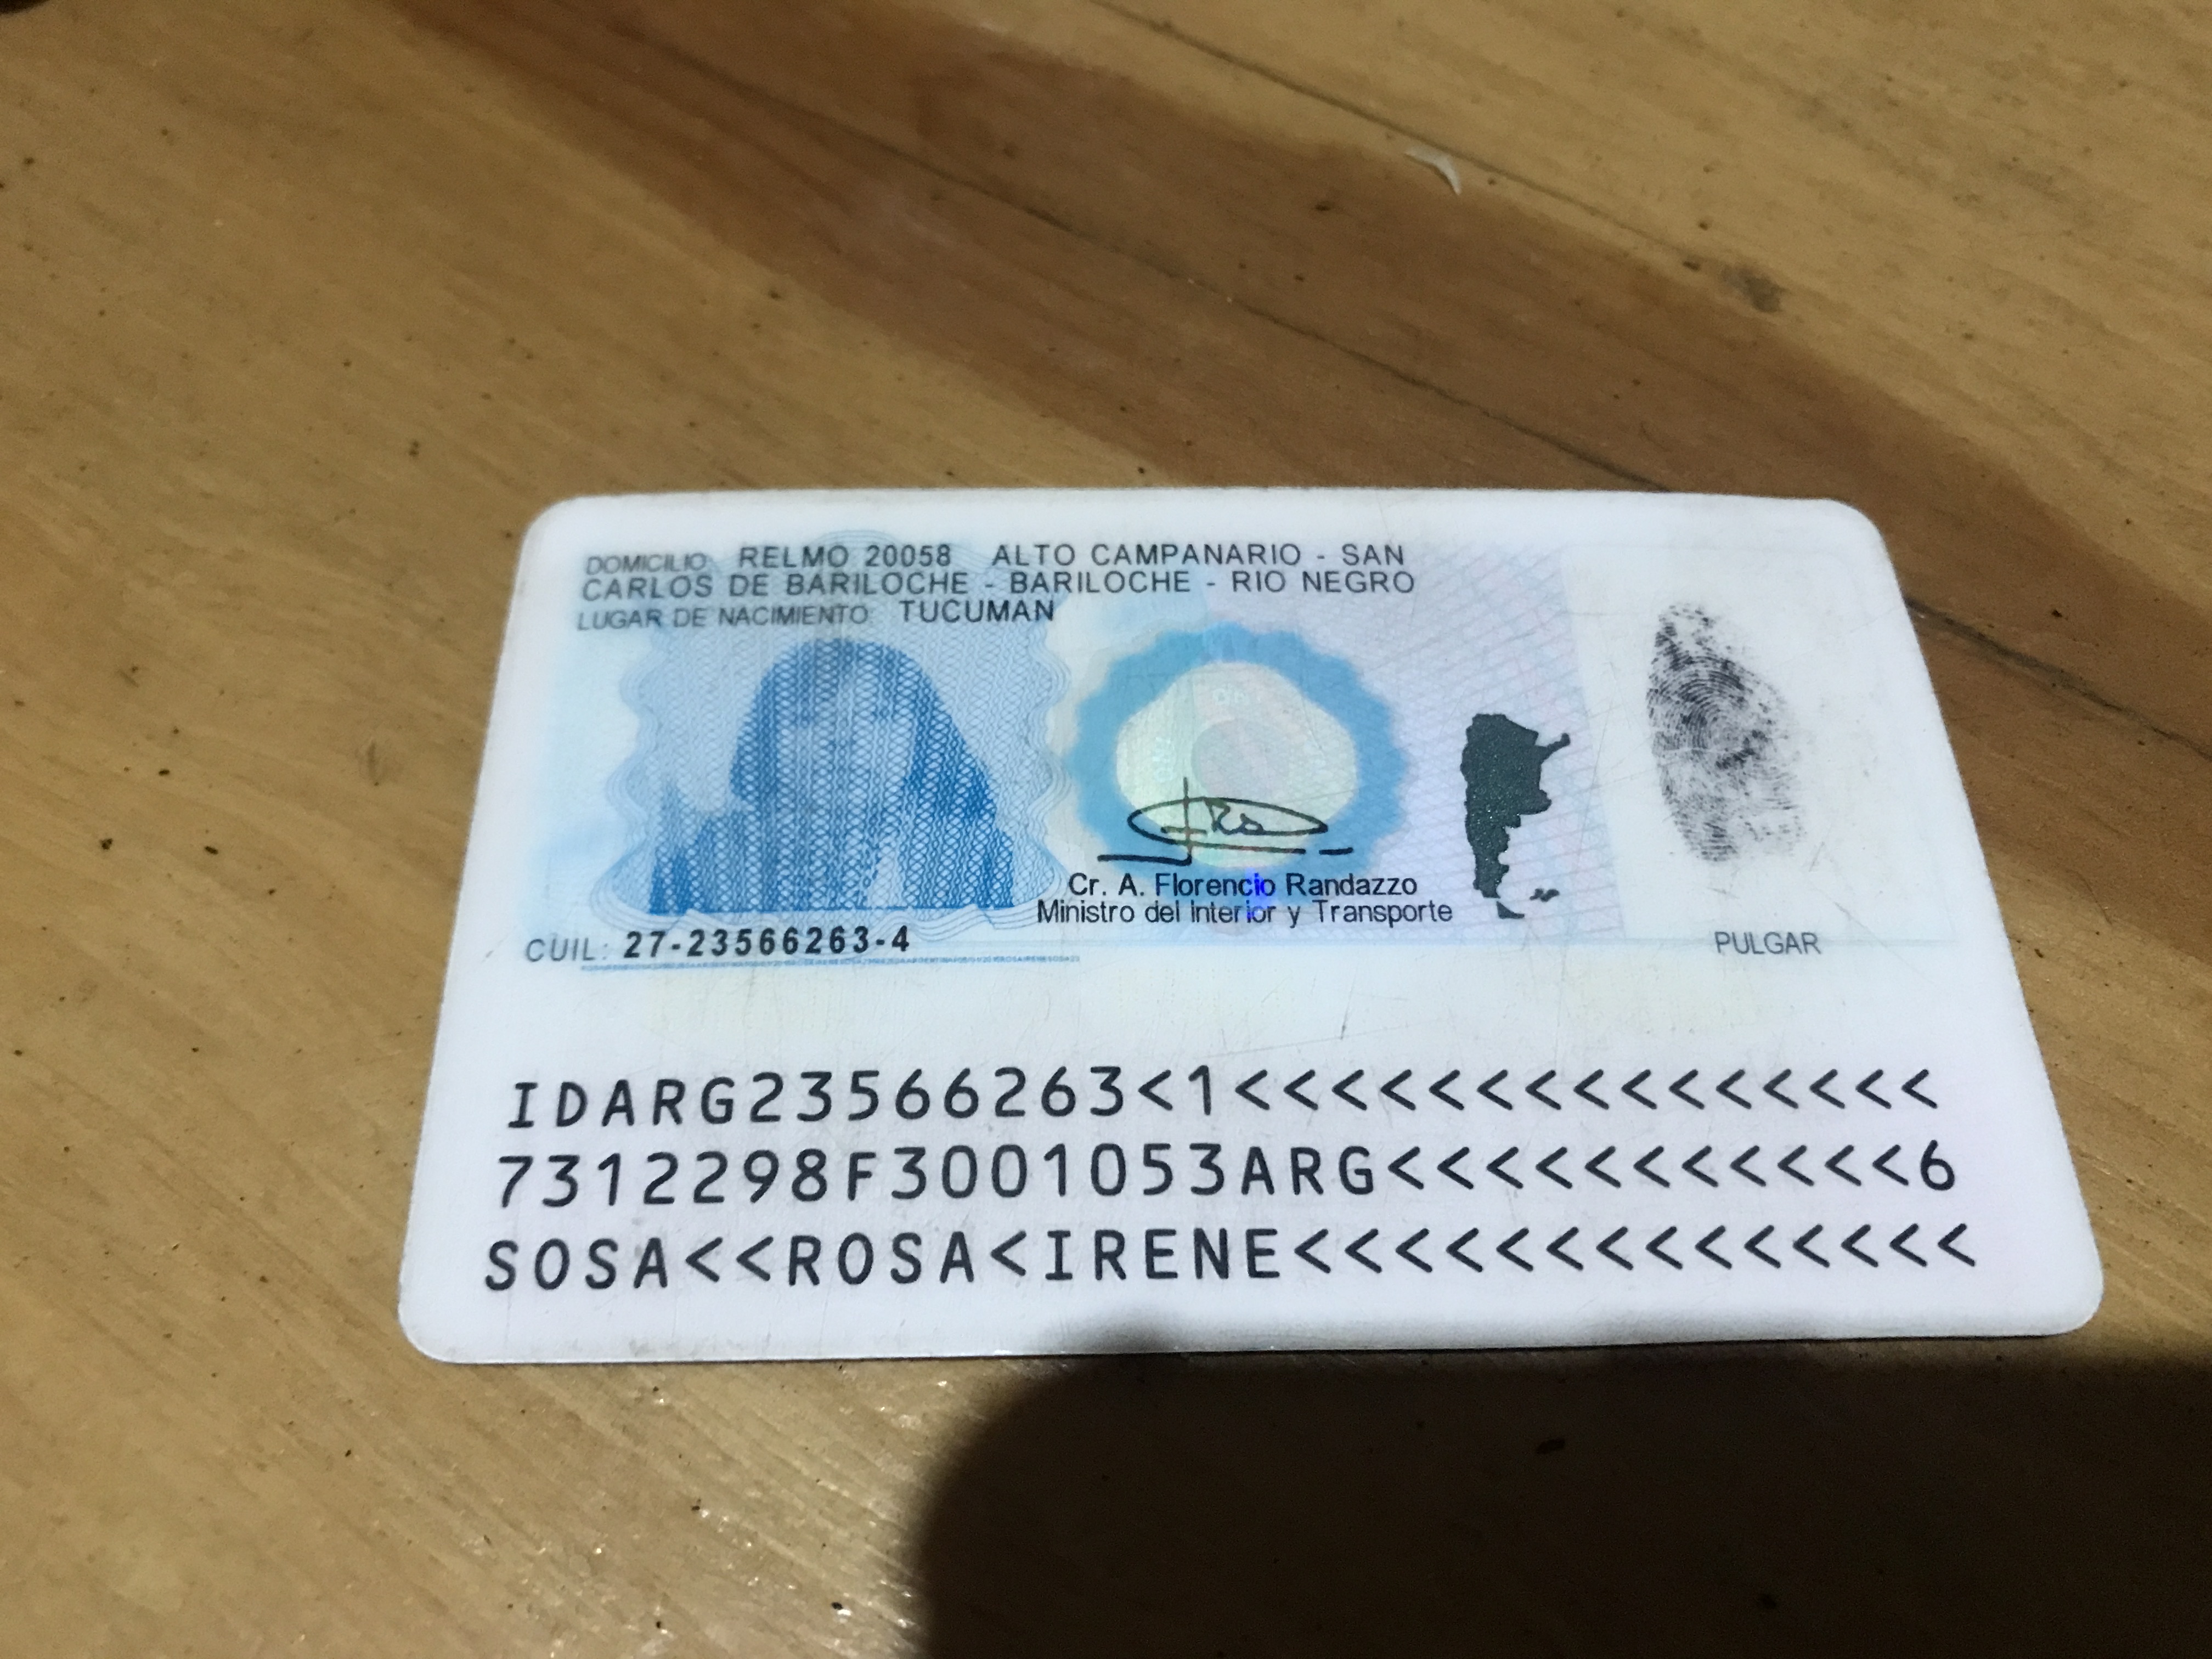 DOMICILIO: RELMO 20058 ALTO CAMPANARIO - SAN
CARLOS DE BARILOCHE - BARILOCHE - RIO NEGRO
LUGAR DE NACIMIENTO: TUCUMAN
Cr. A. Florencio Randazzo
Ministro del Interior y Transporte
CUIL: 27-23566263-4
PULGAR
IDARG23566263<1<<<<<<<<<<<<<<<
7312298F3001053ARG<<<<<<<<<<<6
SOSA<<ROSA<IRENE<<<<<<<<<<<<<<